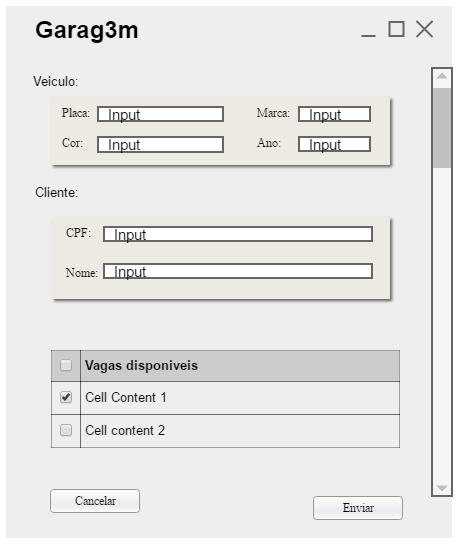 Garag3m
Veiculo:
Placa: Input Marca: Input
Cor: Input Ano: Input
Cliente:
CPF: Input
Nome: Input
Vagas disponiveis
Cell Content 1
Cell content 2
Cancelar
Enviar